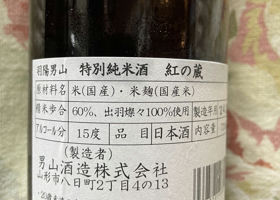 羽陽男山 特別純米酒 紅の蔵
原材料名 米(国産)・米麹(国産米)
精米歩合 60%、出羽燦々100%使用 製造年月
アルコール分 15度 品目 日本酒 内容
(製造者)
男山酒造株式会社
山形市八日町2丁目4の13